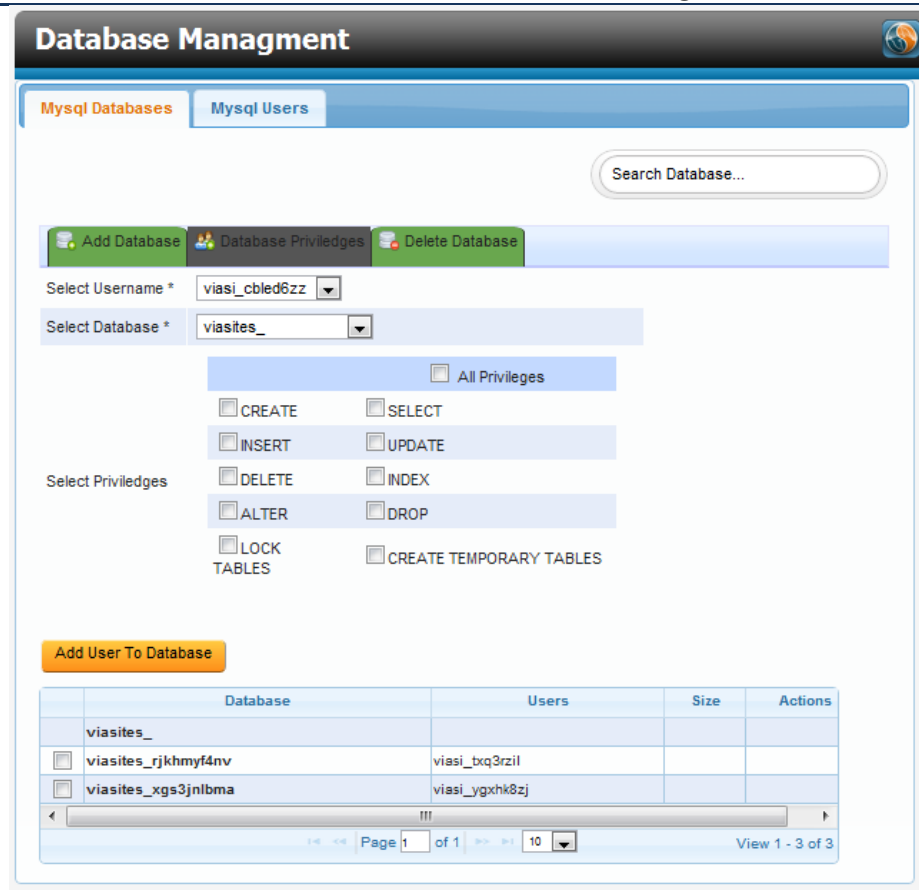 Database Managment
Mysql Databases Mysql Users
Search Database...
Add Database Database Priviledges Delete Database
Select Username * viasi_cbled6zz
Select Database * viasites_
All Privileges
CREATE SELECT
INSERT UPDATE
Select Priviledges DELETE INDEX
ALTER DROP
LOCK TABLES CREATE TEMPORARY TABLES
Add User To Database
Database Users Size Actions
viasites_
viasites_rjkhmyf4nv viasi_txq3rzil
viasites_xgs3jnlbma viasi_ygxhk8zj
Page 1 of 1 10 View 1 - 3 of 3